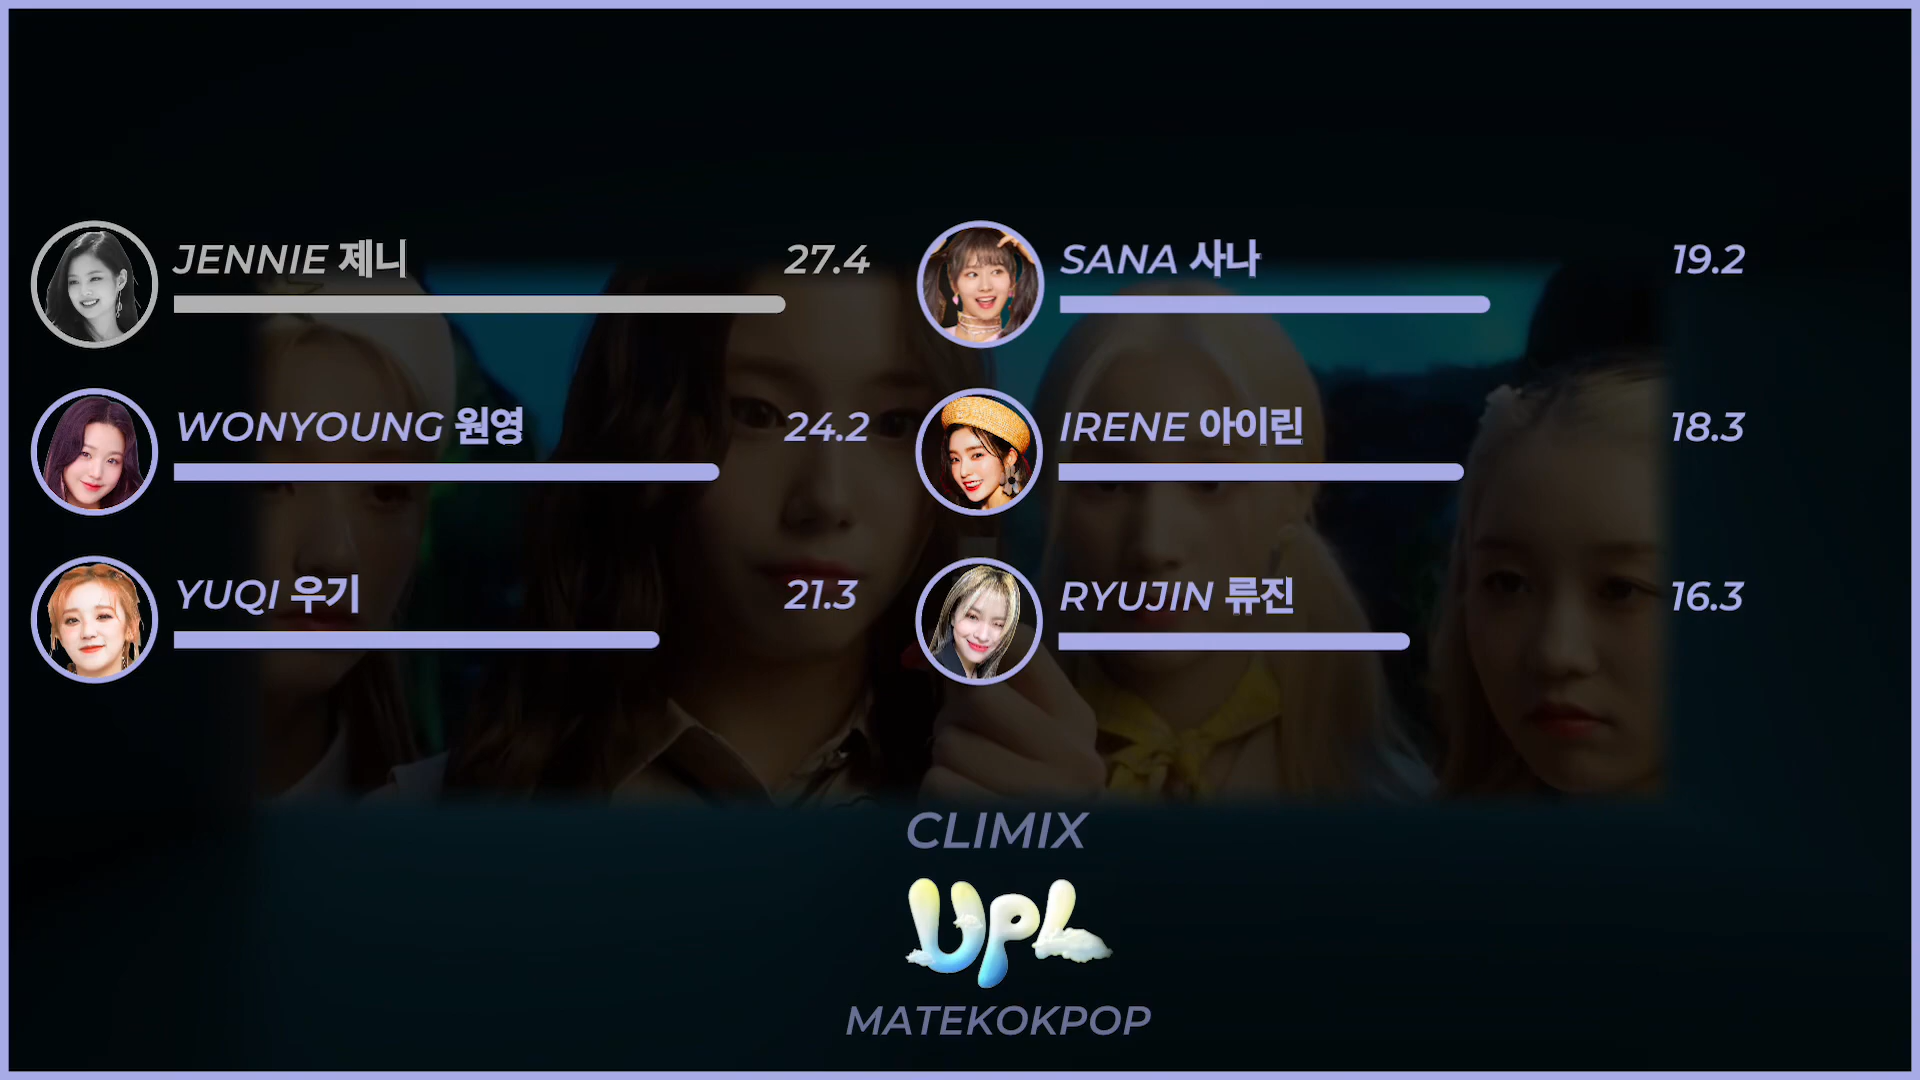 JENNIE 제니 27.4
WONYOUNG 원영 24.2
YUQI 우기 21.3
SANA 사나 19.2
IRENE 아이린 18.3
RYUJIN 류진 16.3
CLIMIX
UPL
MATEKOKPOP